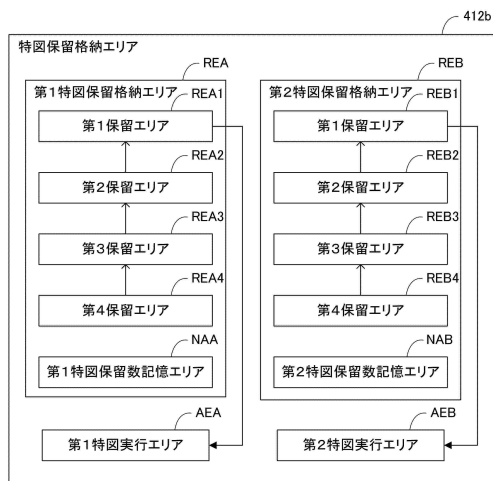 412b
特図保留格納エリア
REA
第1特図保留格納エリア
REA1
第1保留エリア
REA2
第2保留エリア
REA3
第3保留エリア
REA4
第4保留エリア
NAA
第1特図保留数記憶エリア
AEA
第1特図実行エリア
REB
第2特図保留格納エリア
REB1
第1保留エリア
REB2
第2保留エリア
REB3
第3保留エリア
REB4
第4保留エリア
NAB
第2特図保留数記憶エリア
AEB
第2特図実行エリア